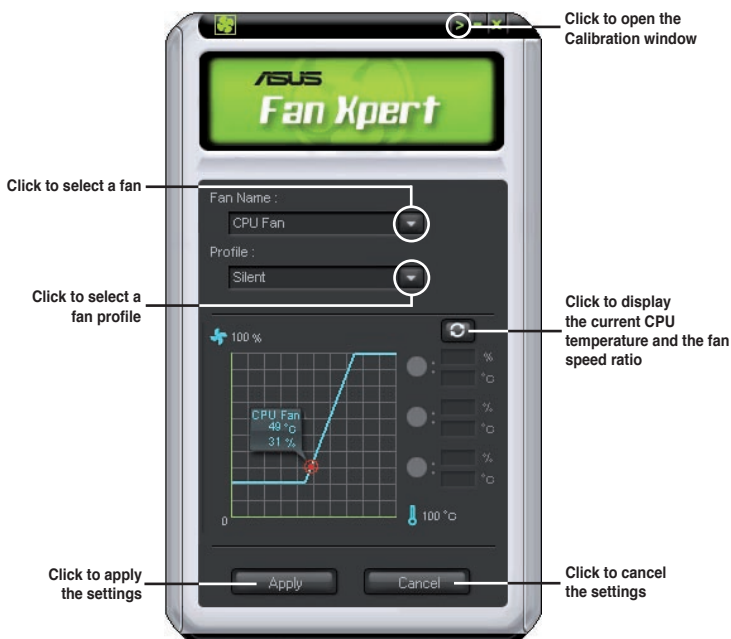 Click to open the
Calibration window
> - x
ASUS
Fan Xpert
Click to select a fan
Fan Name :
CPU Fan
Profile :
Silent
Click to select a
fan profile
Click to display
the current CPU
temperature and the fan
speed ratio
100 %
: %
°C
CPU Fan
49 °C
31 %
: %
°C
: %
°C
0
100 °C
Click to apply
the settings
Apply
Cancel
Click to cancel
the settings